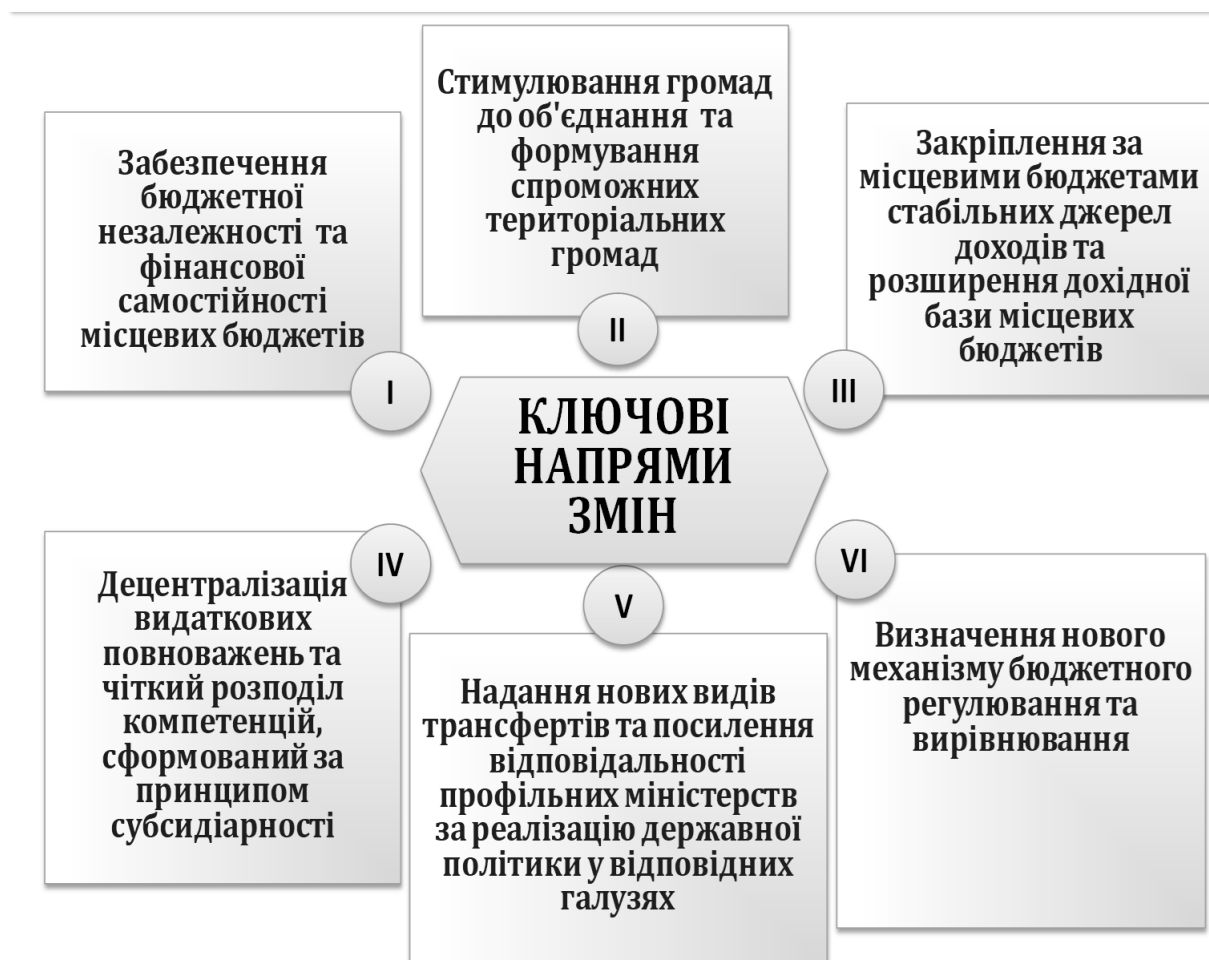 Забезпечення
бюджетної
незалежності та
фінансової
самостійності
місцевих бюджетів
I
Стимулювання громад
до об'єднання та
формування
спроможних
територіальних
громад
II
Закріплення за
місцевими бюджетами
стабільних джерел
доходів та
розширення дохідної
бази місцевих
бюджетів
III
КЛЮЧОВІ
НАПРЯМИ
ЗМІН
IV
Децентралізація
видаткових
повноважень та
чіткий розподіл
компетенцій,
сформований за
принципом
субсидіарності
V
Надання нових видів
трансфертів та посилення
відповідальності
профільних міністерств
за реалізацію державної
політики у відповідних
галузях
VI
Визначення нового
механізму бюджетного
регулювання та
вирівнювання